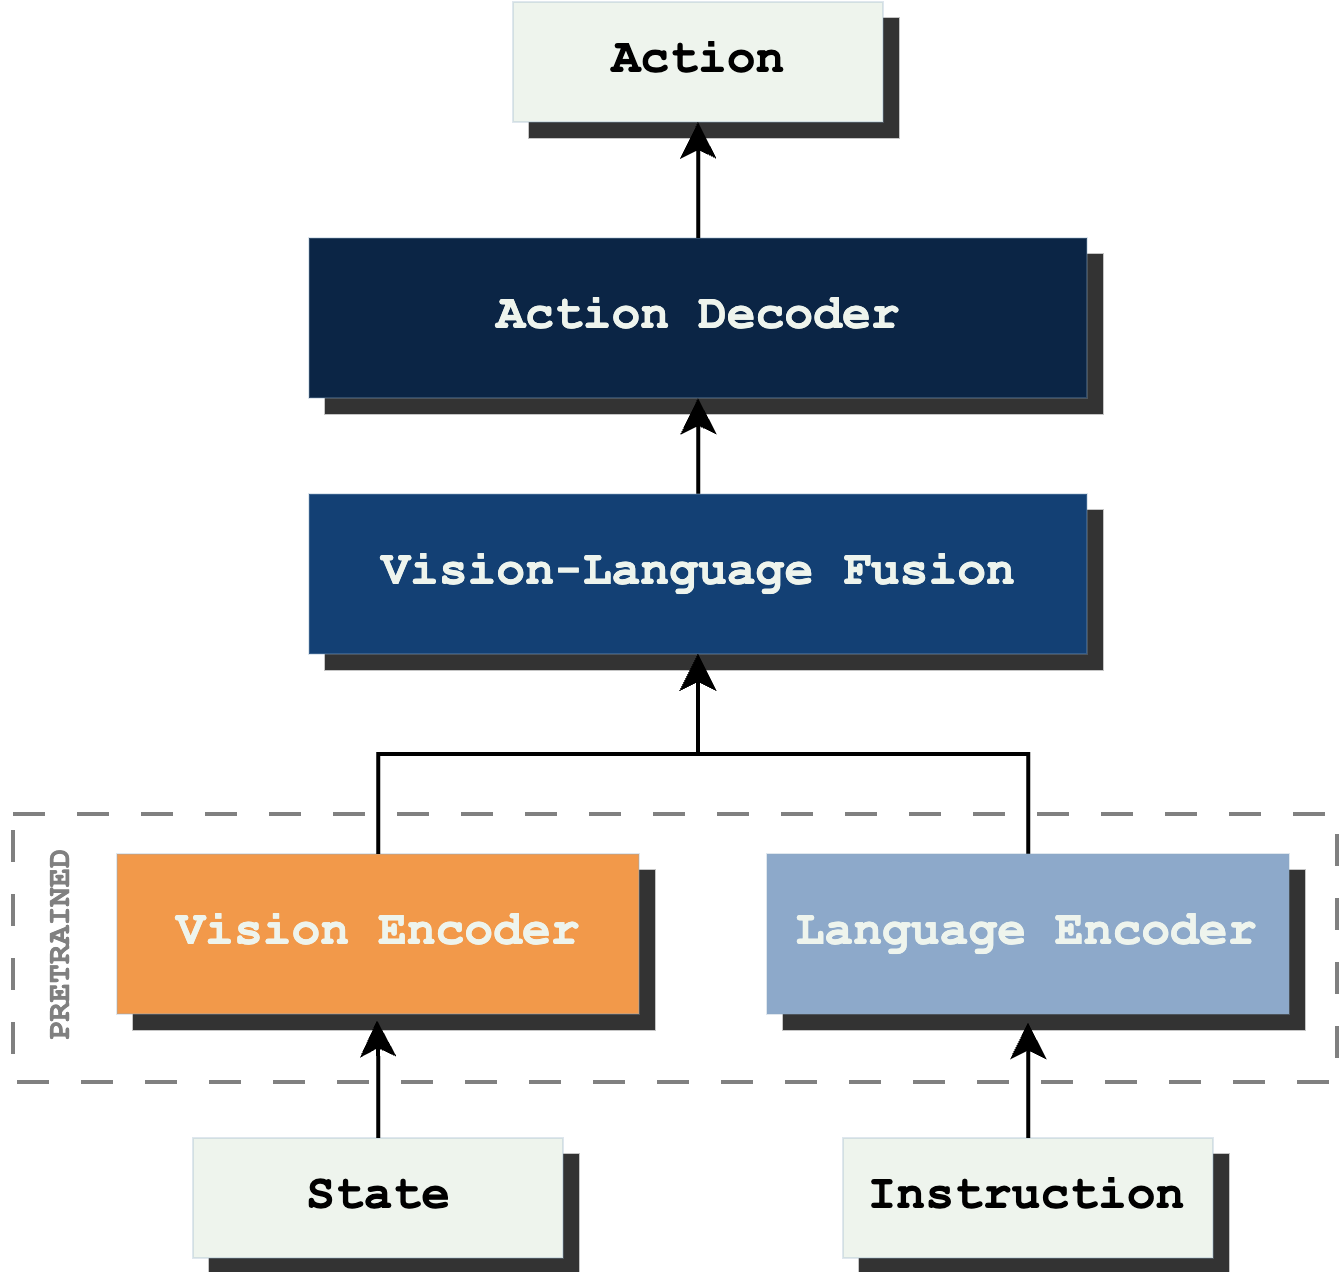 Action
Action Decoder
Vision-Language Fusion
PRETRAINED
Vision Encoder
Language Encoder
State
Instruction